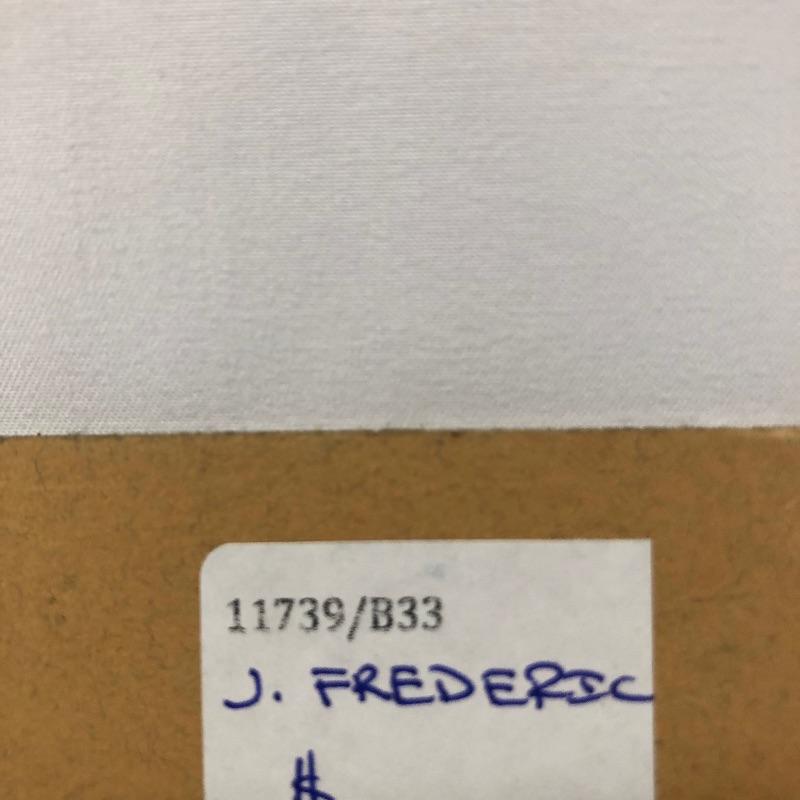 11739/B33
J. FREDERIC
$